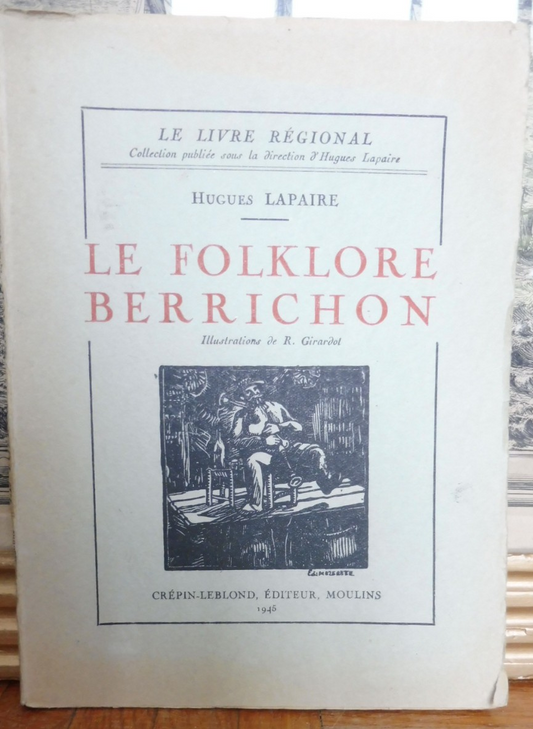 LE LIVRE RÉGIONAL
Collection publiée sous la direction d'Hugues Lapaire
HUGUES LAPAIRE
LE FOLKLORE
BERRICHON
Illustrations de R. Girardot
CRÉPIN-LEBLOND, ÉDITEUR, MOULINS
1946